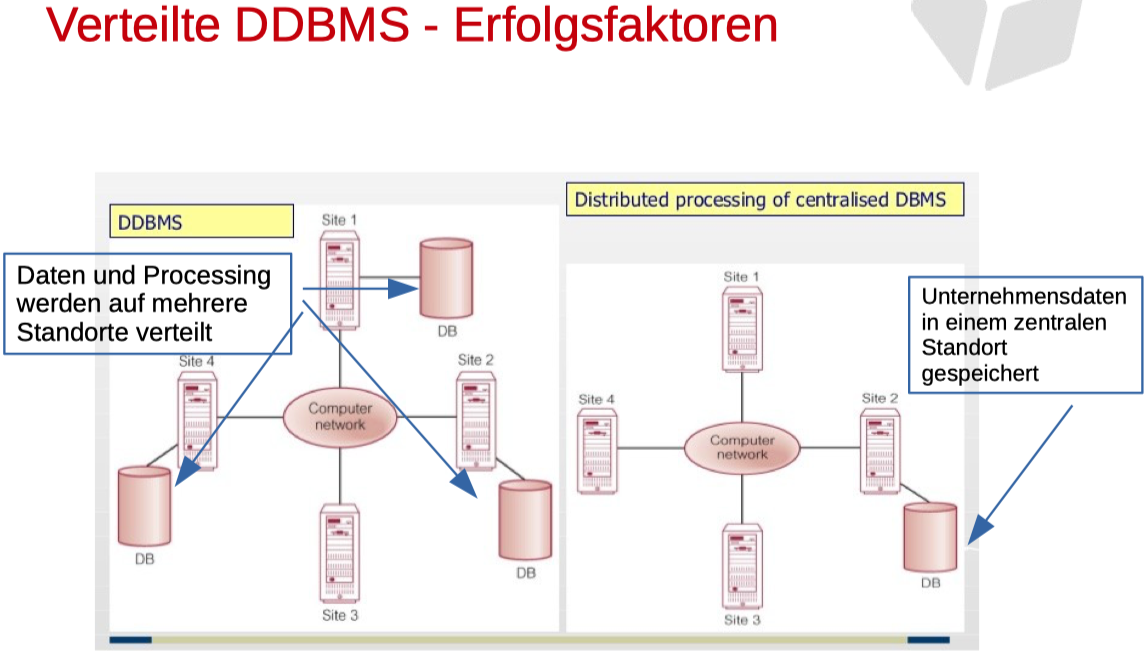 Verteilte DDBMS - Erfolgsfaktoren
DDBMS
Daten und Processing
werden auf mehrere
Standorte verteilt
Site 1
DB
Site 4
Site 2
Computer
network
DB
DB
Site 3
Distributed processing of centralised DBMS
Unternehmensdaten
in einem zentralen
Standort
gespeichert
Site 1
Site 4
Site 2
Computer
network
DB
Site 3